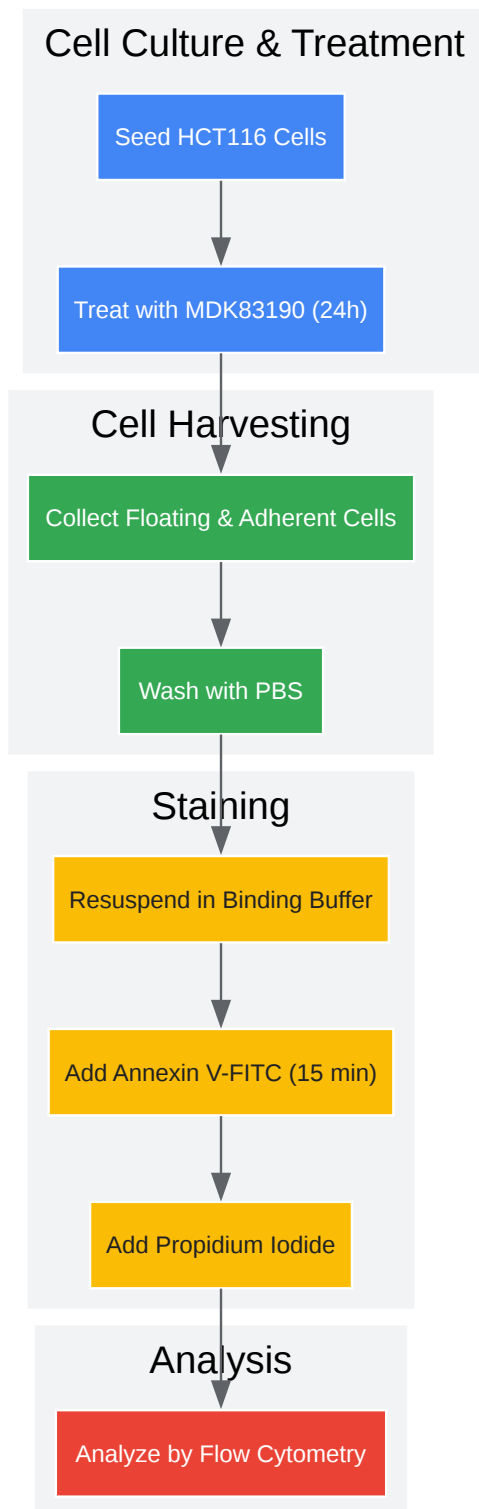 Cell Culture & Treatment
Seed HCT116 Cells
Treat with MDK83190 (24h)
Cell Harvesting
Collect Floating & Adherent Cells
Wash with PBS
Staining
Resuspend in Binding Buffer
Add Annexin V-FITC (15 min)
Add Propidium Iodide
Analysis
Analyze by Flow Cytometry